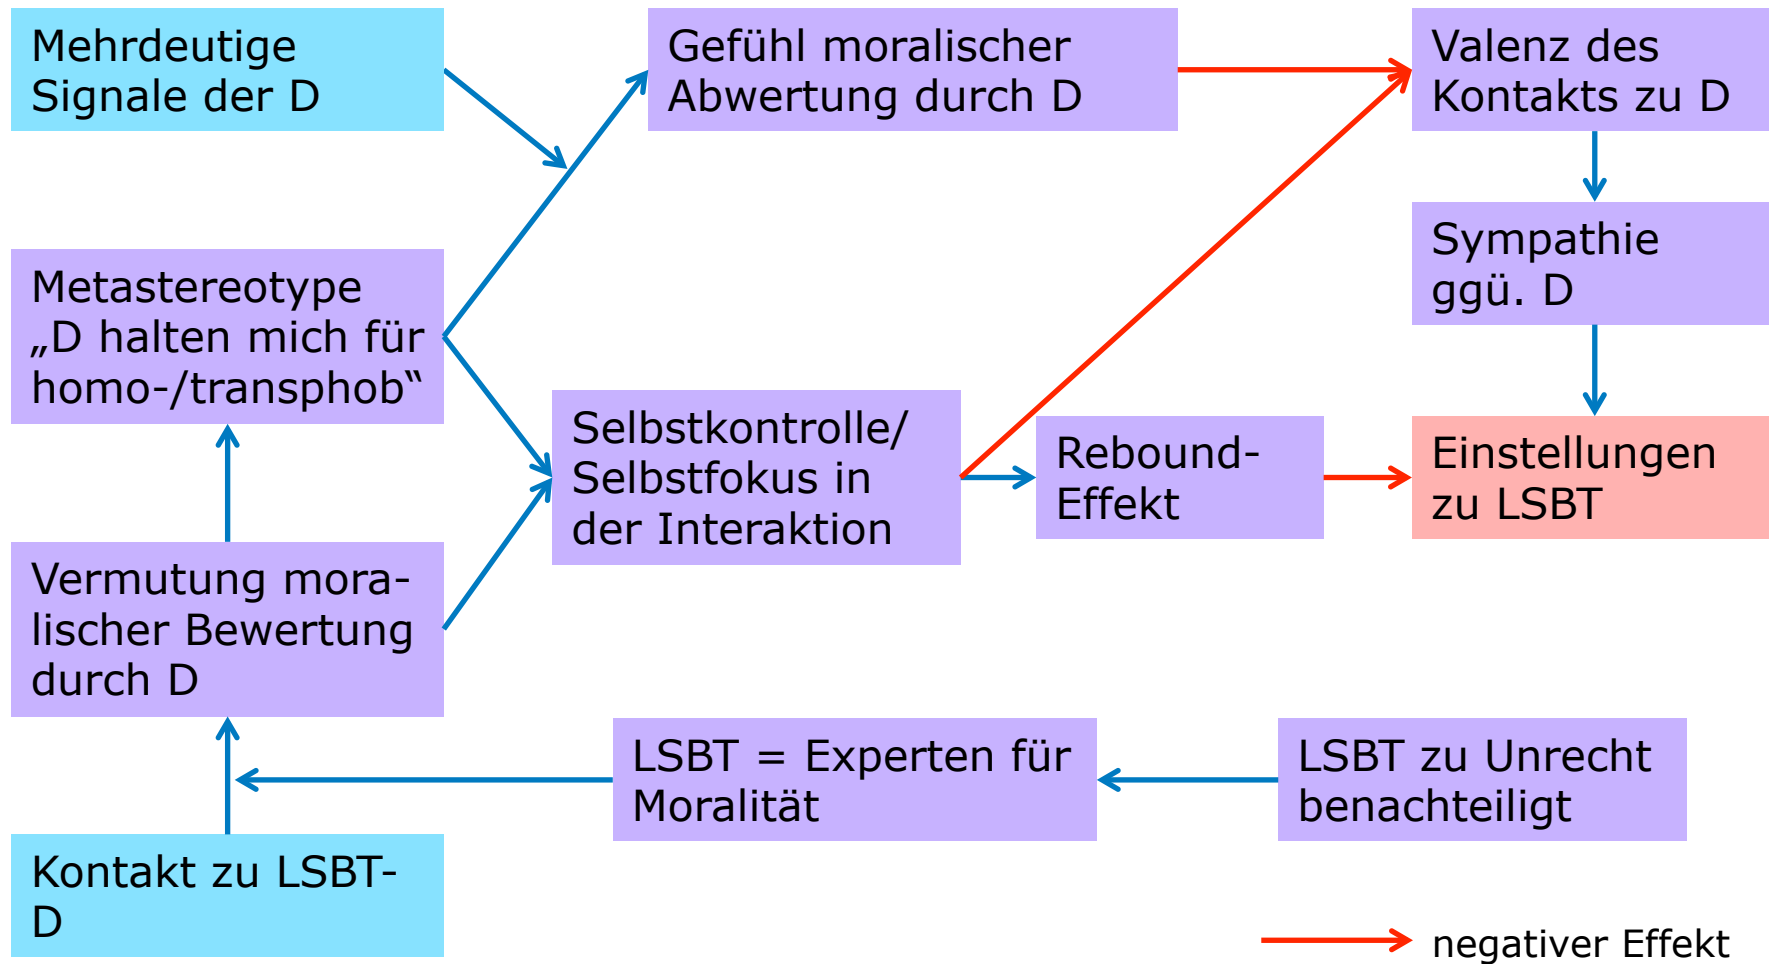 Mehrdeutige
Signale der D
Gefühl moralischer
Abwertung durch D
Valenz des
Kontakts zu D
Sympathie
ggü. D
Metastereotype
„D halten mich für
homo-/transphob“
Selbstkontrolle/
Selbstfokus in
der Interaktion
Rebound-
Effekt
Einstellungen
zu LSBT
Vermutung mora-
lischer Bewertung
durch D
LSBT = Experten für
Moralität
LSBT zu Unrecht
benachteiligt
Kontakt zu LSBT-
D
negativer Effekt